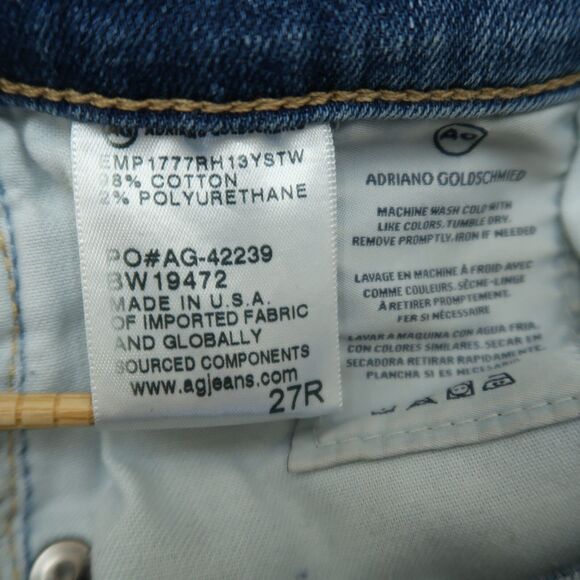 ADRIANO GOLDSCHMIED
EMP1777RH13YSTW
98% COTTON
2% POLYURETHANE
PO#AG-42239
BW19472
MADE IN U.S.A.
OF IMPORTED FABRIC
AND GLOBALLY
SOURCED COMPONENTS
www.agjeans.com
27R
AG
ADRIANO GOLDSCHMIED
MACHINE WASH COLD WITH
LIKE COLORS. TUMBLE DRY.
REMOVE PROMPTLY. IRON IF NEEDED
LAVAGE EN MACHINE À FROID AVEC
COMME COULEURS. SÈCHE-LINGE
À RETIRER PROMPTEMENT.
FER SI NÉCESSAIRE
LAVAR A MAQUINA CON AGUA FRIA.
CON COLORES SIMILARES. SECAR EN
SECADORA RETIRAR RAPIDAMENTE.
PLANCHA SI ES NECESARIO